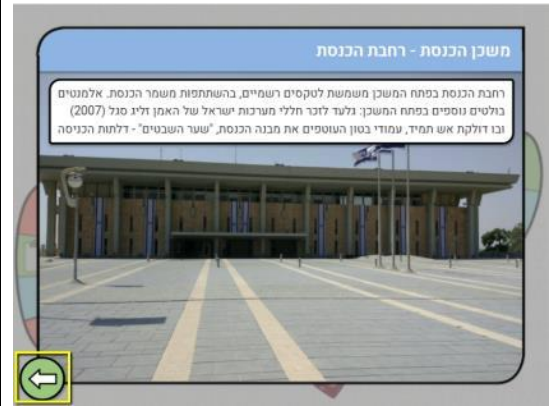 משכן הכנסת - רחבת הכנסת
רחבת הכנסת בפתח המשכן משמשת לטקסים רשמיים, בהשתתפות משמר הכנסת. אלמנטים
בולטים נוספים בפתח המשכן: גלעד לזכר חללי מערכות ישראל של האמן זליג סגל (2007)
ובו דולקת אש תמיד, עמודי בטון העוטפים את מבנה הכנסת, "שער השבטים" - דלתות הכניסה